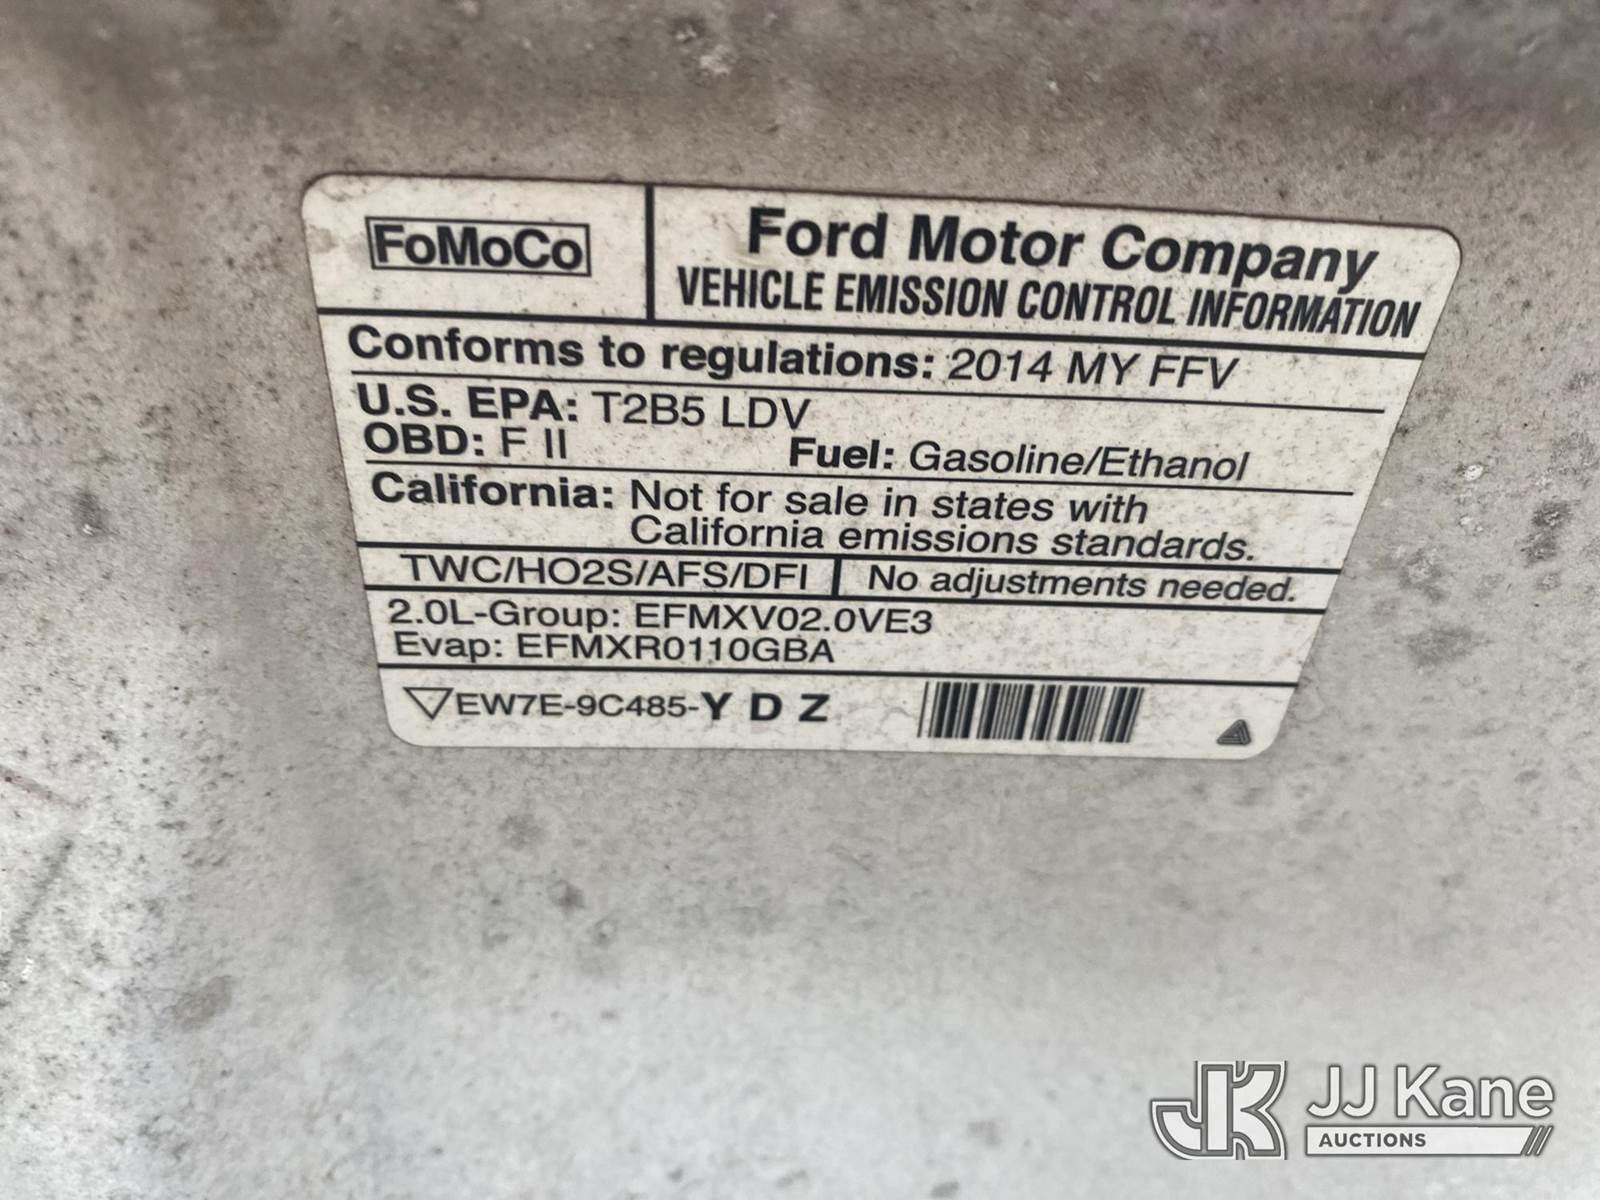 FoMoCo
Ford Motor Company
VEHICLE EMISSION CONTROL INFORMATION
Conforms to regulations: 2014 MY FFV
U.S. EPA: T2B5 LDV
OBD: F II Fuel: Gasoline/Ethanol
California: Not for sale in states with
California emissions standards.
TWC/HO2S/AFS/DFI No adjustments needed.
2.0L-Group: EFMXV02.0VE3
Evap: EFMXR0110GBA
EW7E-9C485-Y D Z
JK JJ Kane
AUCTIONS